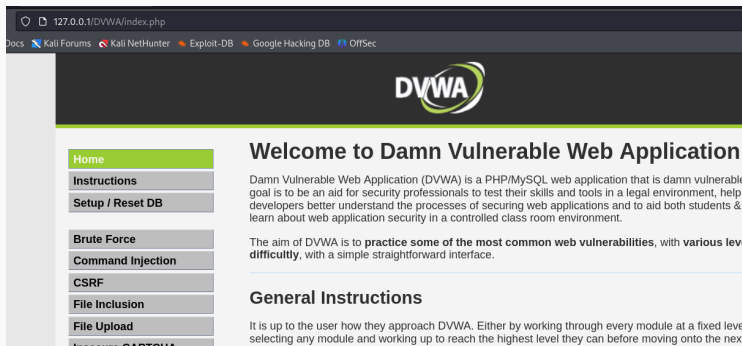 127.0.0.1/DVWA/index.php
Docs Kali Forums Kali NetHunter Exploit-DB Google Hacking DB OffSec
DVWA
Home
Instructions
Setup / Reset DB
Brute Force
Command Injection
CSRF
File Inclusion
File Upload
Welcome to Damn Vulnerable Web Application
Damn Vulnerable Web Application (DVWA) is a PHP/MySQL web application that is damn vulnerable
goal is to be an aid for security professionals to test their skills and tools in a legal environment, help
developers better understand the processes of securing web applications and to aid both students &
learn about web application security in a controlled class room environment.
The aim of DVWA is to practice some of the most common web vulnerabilities, with various
difficultly, with a simple straightforward interface.
General Instructions
It is up to the user how they approach DVWA. Either by working through every module at a fixed
selecting any module and working up to reach the highest level they can before moving onto the